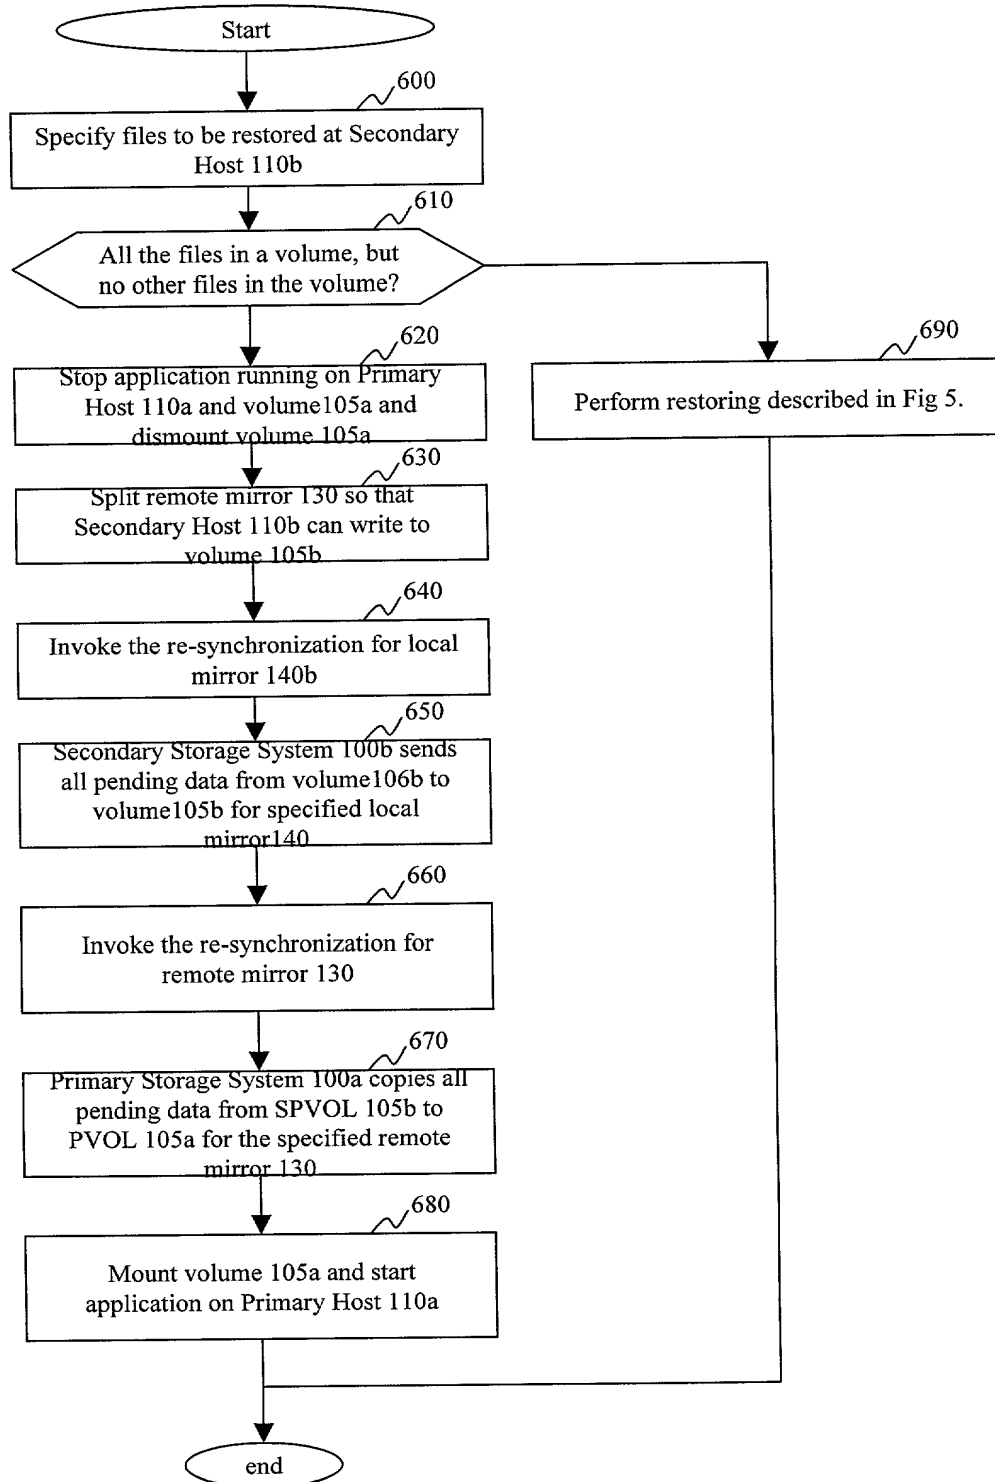 Start
600
Specify files to be restored at Secondary
Host 110b
610
All the files in a volume, but
no other files in the volume?
620
Stop application running on Primary
Host 110a and volume105a and
dismount volume 105a
690
Perform restoring described in Fig 5.
630
Split remote mirror 130 so that
Secondary Host 110b can write to
volume 105b
640
Invoke the re-synchronization for local
mirror 140b
650
Secondary Storage System 100b sends
all pending data from volume106b to
volume105b for specified local
mirror140
660
Invoke the re-synchronization for
remote mirror 130
670
Primary Storage System 100a copies all
pending data from SPVOL 105b to
PVOL 105a for the specified remote
mirror 130
680
Mount volume 105a and start
application on Primary Host 110a
end